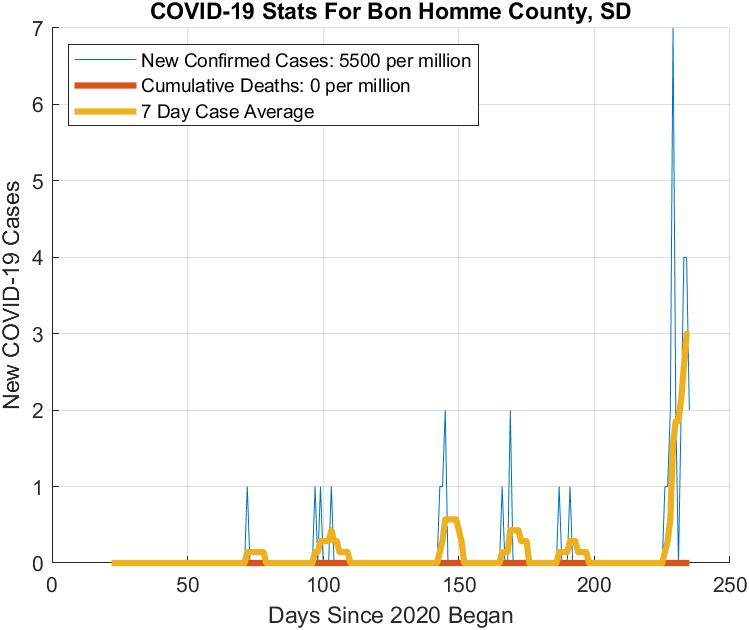 COVID-19 Stats For Bon Homme County, SD
New Confirmed Cases: 5500 per million
Cumulative Deaths: 0 per million
7 Day Case Average
New COVID-19 Cases
7
6
5
4
3
2
1
0
0
50
100
150
200
250
Days Since 2020 Began